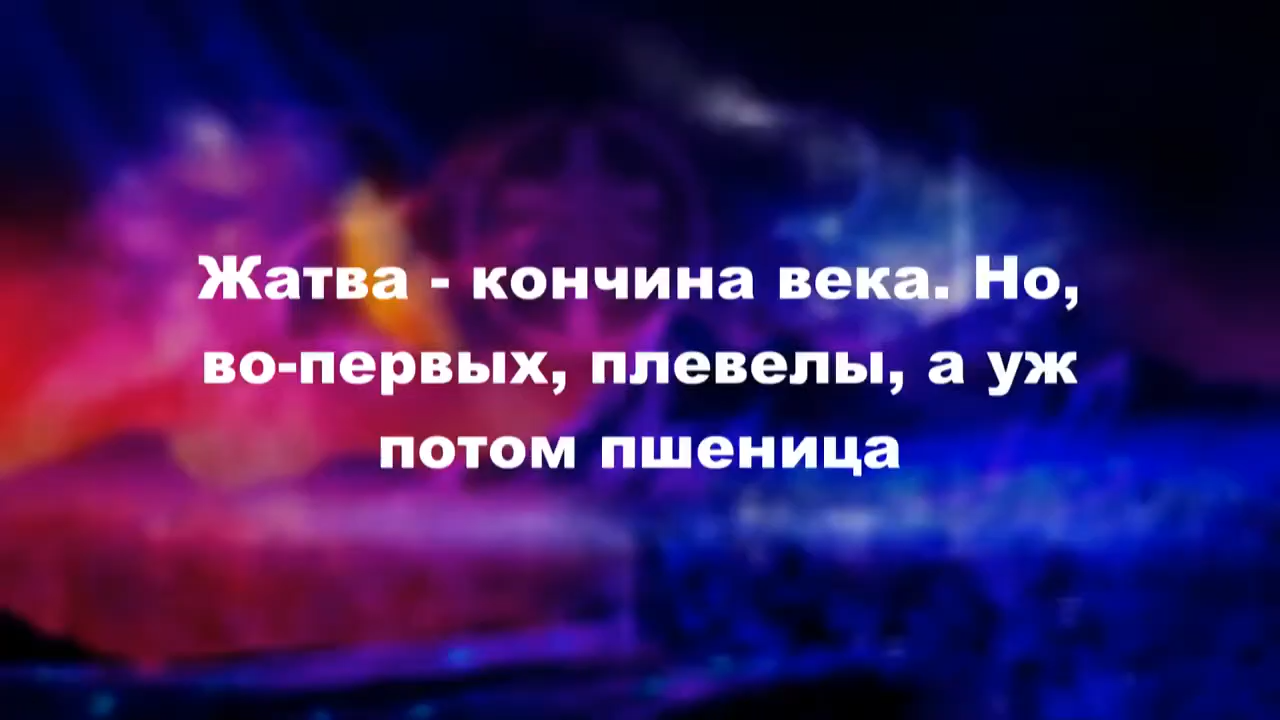 Жатва - кончина века. Но,
во-первых, плевелы, а уж
потом пшеница